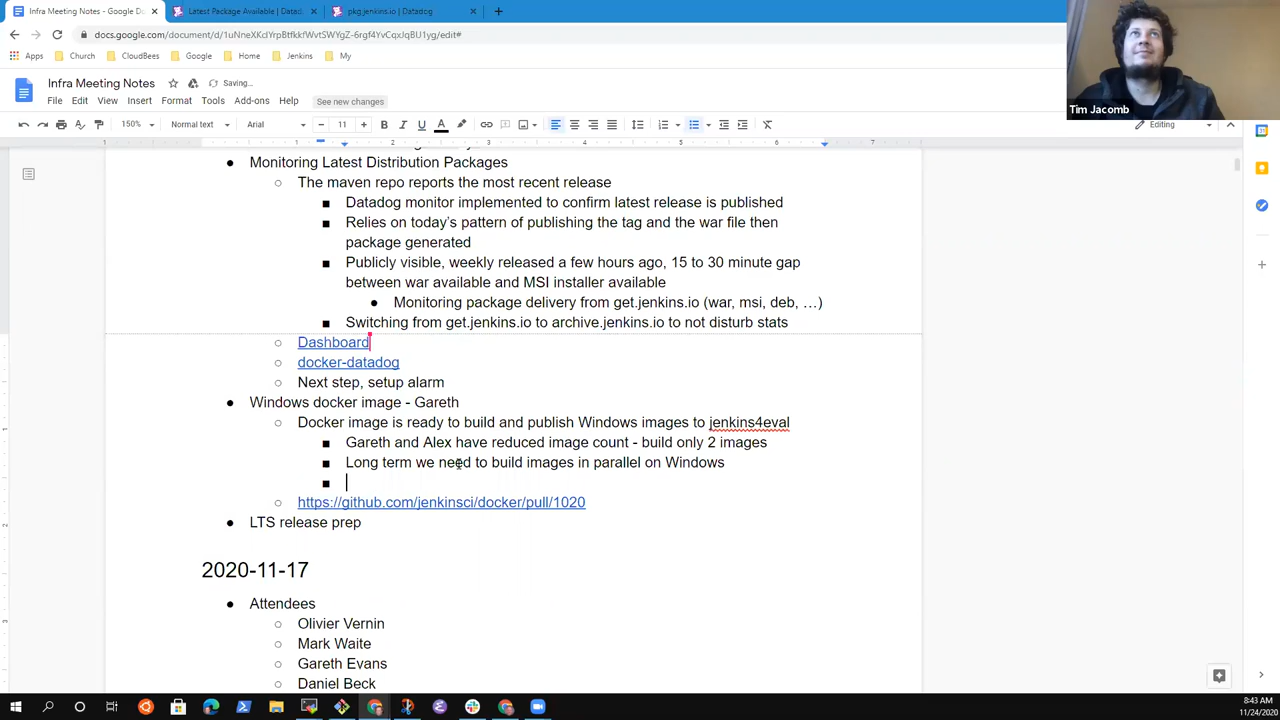 Infra Meeting Notes - Google Do
Latest Package Available | Datad
pkg.jenkins.io | Datadog
docs.google.com/document/d/1uNneXKcIYrpBtfkkfWvtSWYgZ-6rgf4YvCqxJqBU1yg/edit#
Apps
Church
CloudBees
Google
Home
Jenkins
My
Infra Meeting Notes
Saving...
File Edit View Insert Format Tools Add-ons Help See new changes
150% Normal text Arial 11 Editing
Tim Jacomb
1 1 2 3 4 5 6 7
Monitoring Latest Distribution Packages
The maven repo reports the most recent release
Datadog monitor implemented to confirm latest release is published
Relies on today's pattern of publishing the tag and the war file then
package generated
Publicly visible, weekly released a few hours ago, 15 to 30 minute gap
between war available and MSI installer available
Monitoring package delivery from get.jenkins.io (war, msi, deb, …)
Switching from get.jenkins.io to archive.jenkins.io to not disturb stats
Dashboard
docker-datadog
Next step, setup alarm
Windows docker image - Gareth
Docker image is ready to build and publish Windows images to jenkins4eval
Gareth and Alex have reduced image count - build only 2 images
Long term we need to build images in parallel on Windows
https://github.com/jenkinsci/docker/pull/1020
LTS release prep
2020-11-17
Attendees
Olivier Vernin
Mark Waite
Gareth Evans
Daniel Beck
8:43 AM
11/24/2020